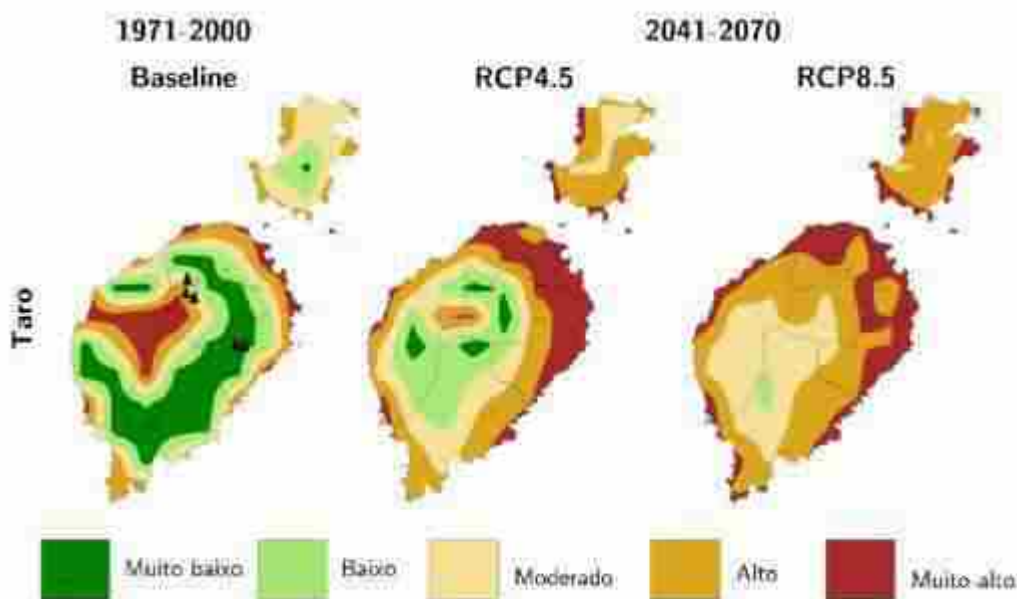 1971-2000
2041-2070
Baseline
RCP4.5
RCP8.5
Taro
Muito baixo
Baixo
Moderado
Alto
Muito alto